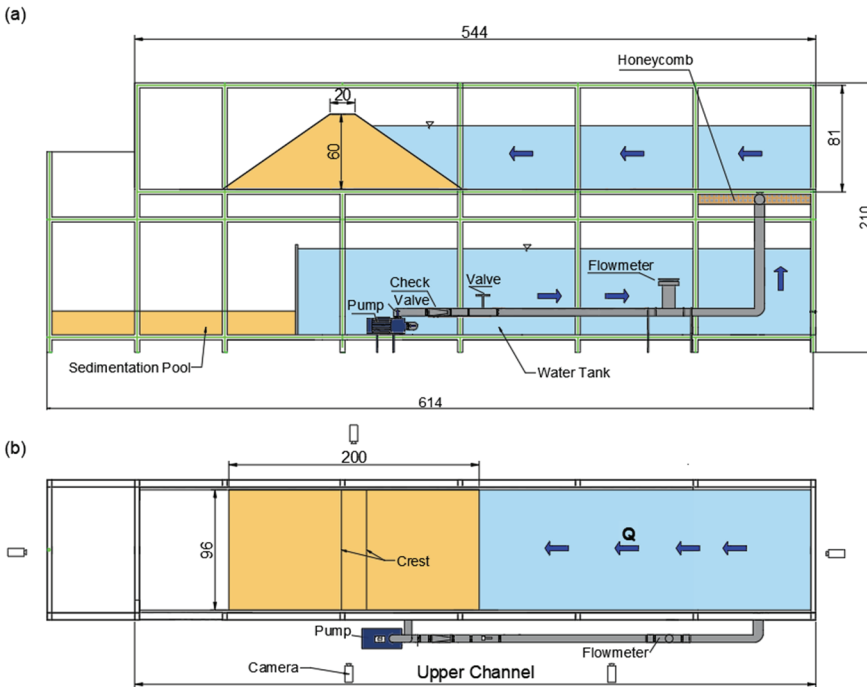 (a)
544
Honeycomb
20
60
81
210
Flowmeter
Valve
Check
Valve
Pump
Sedimentation Pool
Water Tank
614
(b)
200
96
Q
Crest
Pump
Flowmeter
Camera
Upper Channel